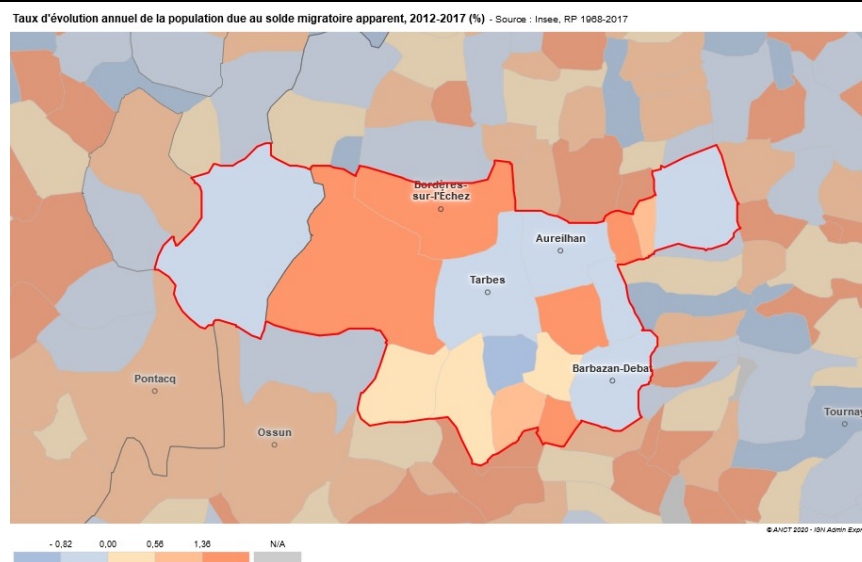 Taux d'évolution annuel de la population due au solde migratoire apparent, 2012-2017 (%) - Source : Insee, RP 1968-2017
Bordères-
sur-l'Échez
Aureilhan
Tarbes
Barbazan-Deba
Pontacq
Tournay
Ossun
©ANCT 2020 - IGN Admin Expr
- 0,82 0,00 0,56 1,36 N/A